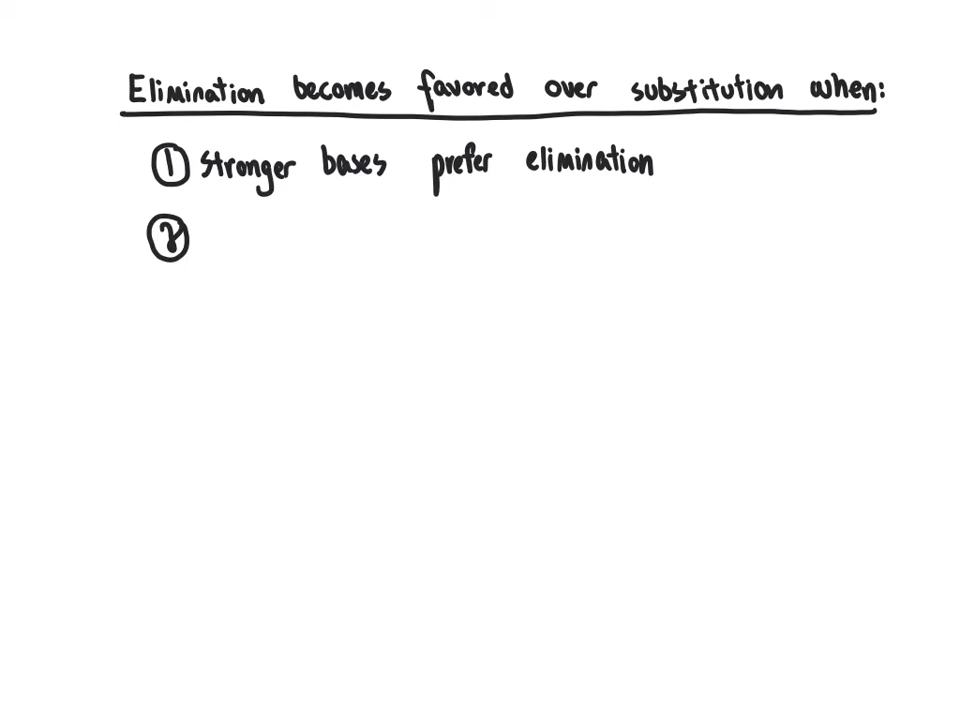 Elimination becomes favored over substitution when:
① Stronger bases prefer elimination
②